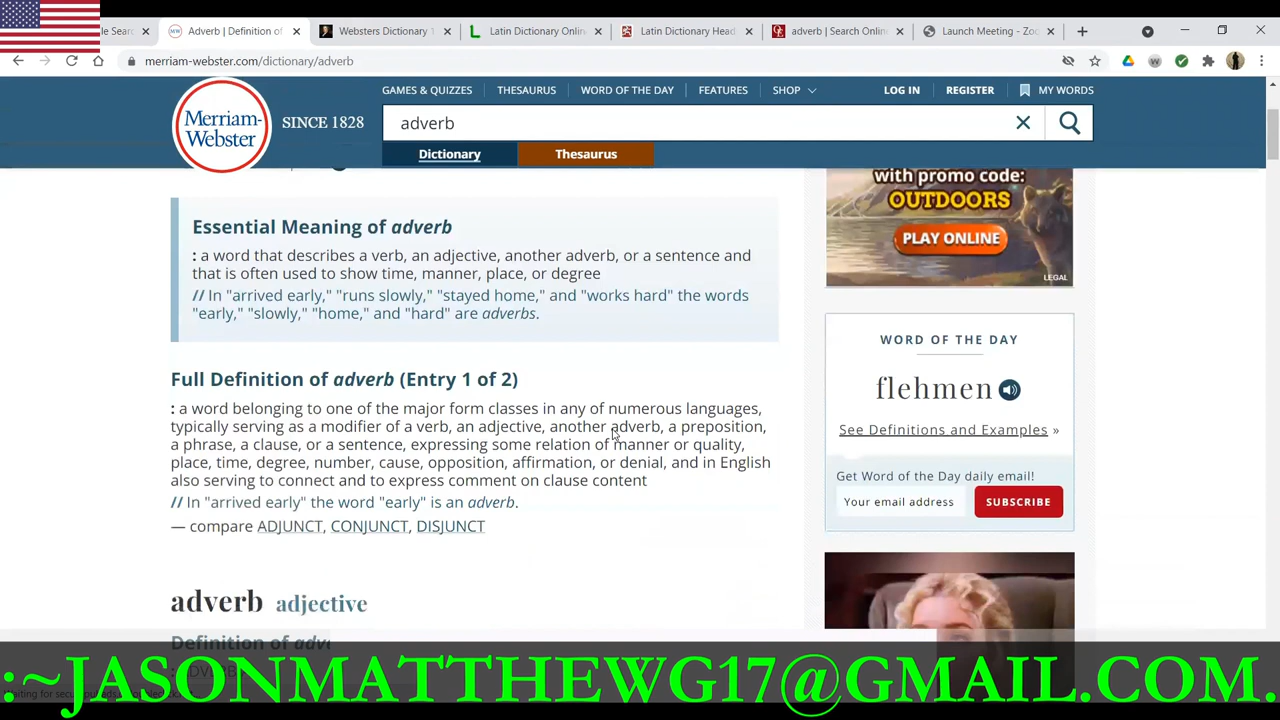 le Sear
Adverb | Definition of
Websters Dictionary 1
Latin Dictionary Onlin
Latin Dictionary Head
adverb | Search Online
Launch Meeting - Zoo
merriam-webster.com/dictionary/adverb
GAMES & QUIZZES THESAURUS WORD OF THE DAY FEATURES SHOP LOG IN REGISTER MY WORDS
Merriam-
Webster
SINCE 1828
adverb
Dictionary Thesaurus
Essential Meaning of adverb
: a word that describes a verb, an adjective, another adverb, or a sentence and
that is often used to show time, manner, place, or degree
// In "arrived early," "runs slowly," "stayed home," and "works hard" the words
"early," "slowly," "home," and "hard" are adverbs.
Full Definition of adverb (Entry 1 of 2)
: a word belonging to one of the major form classes in any of numerous languages,
typically serving as a modifier of a verb, an adjective, another adverb, a preposition,
a phrase, a clause, or a sentence, expressing some relation of manner or quality,
place, time, degree, number, cause, opposition, affirmation, or denial, and in English
also serving to connect and to express comment on clause content
// In "arrived early" the word "early" is an adverb.
— compare ADJUNCT, CONJUNCT, DISJUNCT
adverb adjective
Definition of adv
: ADVERB
with promo code:
OUTDOORS
PLAY ONLINE
LEGAL
WORD OF THE DAY
flehmen
See Definitions and Examples »
Get Word of the Day daily email!
Your email address SUBSCRIBE
:~JASONMATTHEWG17@GMAIL.COM.